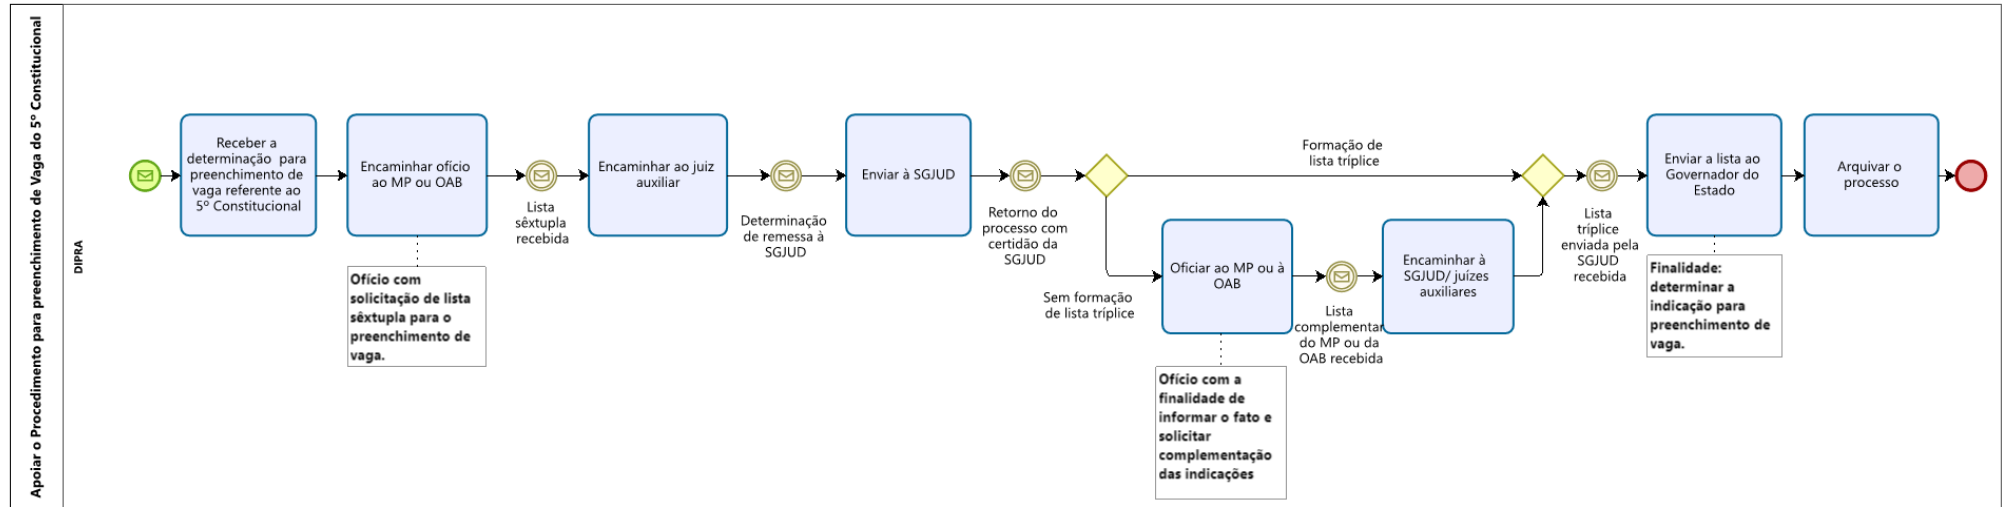 Apoiar o Procedimento para preenchimento de Vaga do 5º Constitucional
DIPRA
Receber a
determinação para
preenchimento de
vaga referente ao
5º Constitucional
Encaminhar ofício
ao MP ou OAB
Ofício com
solicitação de lista
sêxtupla para o
preenchimento de
vaga.
Lista
sêxtupla
recebida
Encaminhar ao juiz
auxiliar
Determinação
de remessa à
SGJUD
Enviar à SGJUD
Retorno do
processo com
certidão da
SGJUD
Formação de
lista tríplice
Sem formação
de lista tríplice
Oficiar ao MP ou à
OAB
Ofício com a
finalidade de
informar o fato e
solicitar
complementação
das indicações
Lista
complementar
do MP ou da
OAB recebida
Encaminhar à
SGJUD/ juízes
auxiliares
Lista
tríplice
enviada pela
SGJUD
recebida
Enviar a lista ao
Governador do
Estado
Finalidade:
determinar a
indicação para
preenchimento de
vaga.
Arquivar o
processo